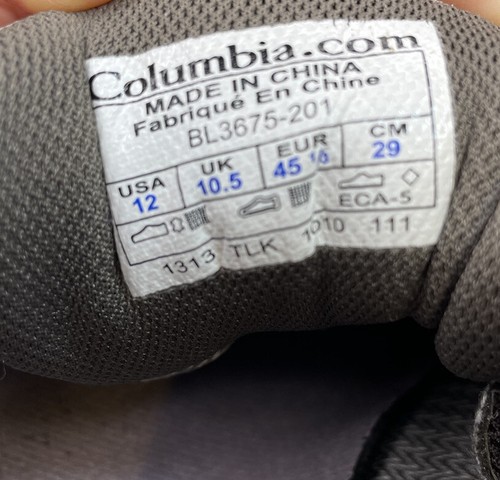 Columbia.com
MADE IN CHINA
Fabriqué En Chine
BL3675-201
USA UK EUR CM
12 10.5 45 29
ECA-5
1313 TLK 1010 111